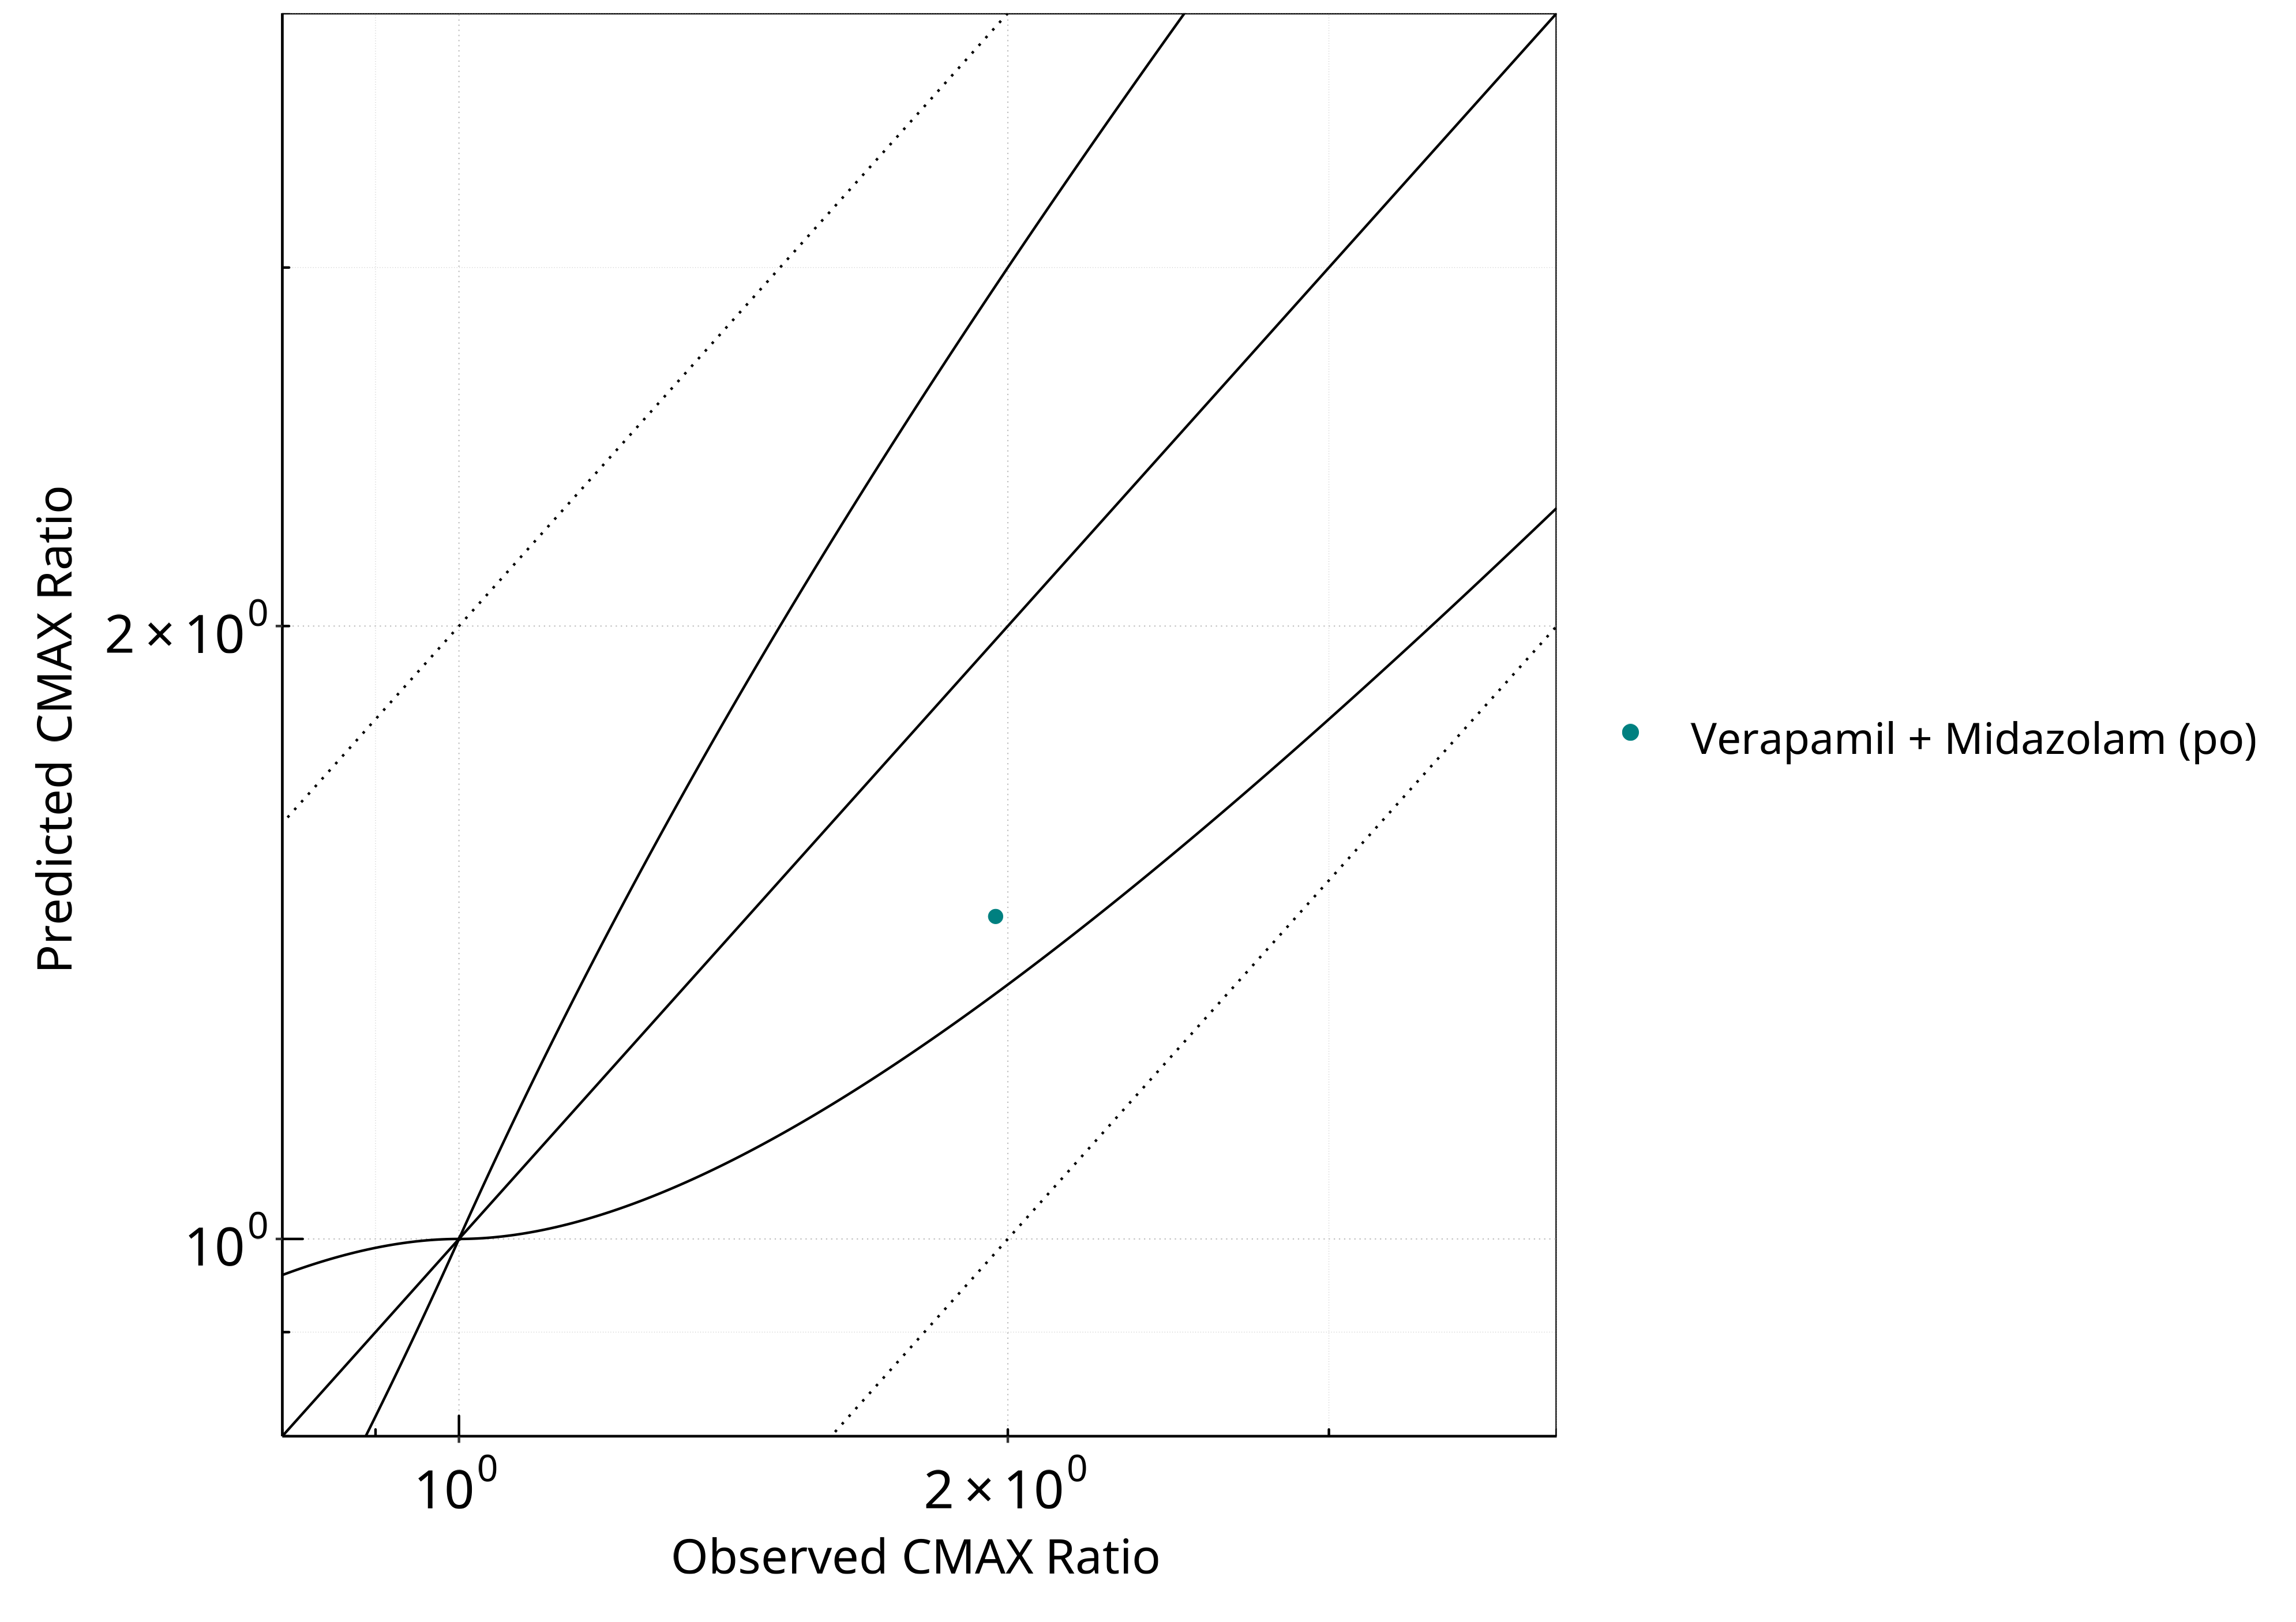 Predicted CMAX Ratio
2 × 10⁰
10⁰
10⁰
2 × 10⁰
Observed CMAX Ratio
Verapamil + Midazolam (po)